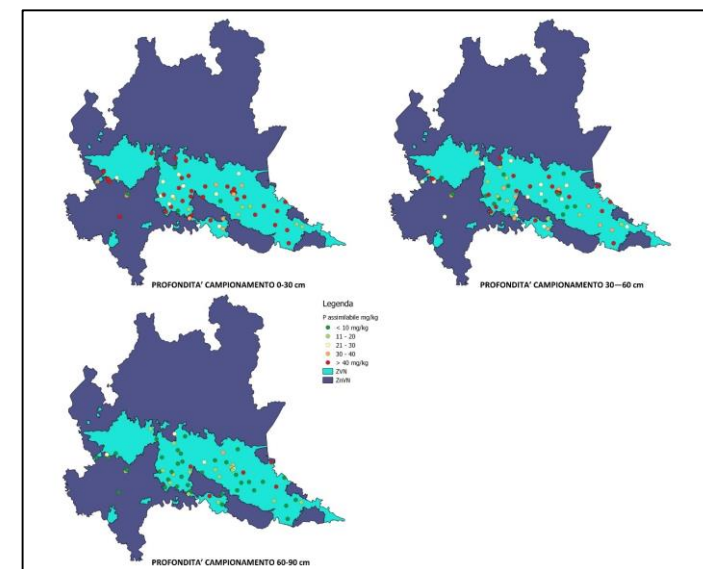 PROFONDITA' CAMPIONAMENTO 0-30 cm
PROFONDITA' CAMPIONAMENTO 30—60 cm
Legenda
P assimilabile mg/kg
< 10 mg/kg
11 - 20
21 - 30
30 - 40
> 40 mg/kg
ZVN
ZnVN
PROFONDITA' CAMPIONAMENTO 60-90 cm